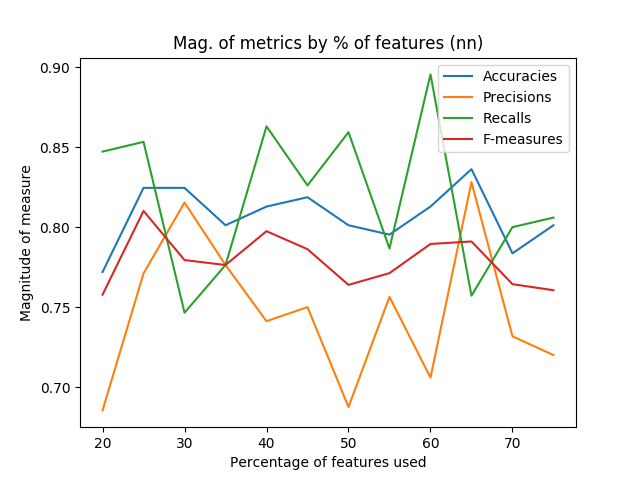 Mag. of metrics by % of features (nn)
Accuracies
Precisions
Recalls
F-measures
0.90
0.85
0.80
0.75
0.70
Magnitude of measure
20
30
40
50
60
70
Percentage of features used